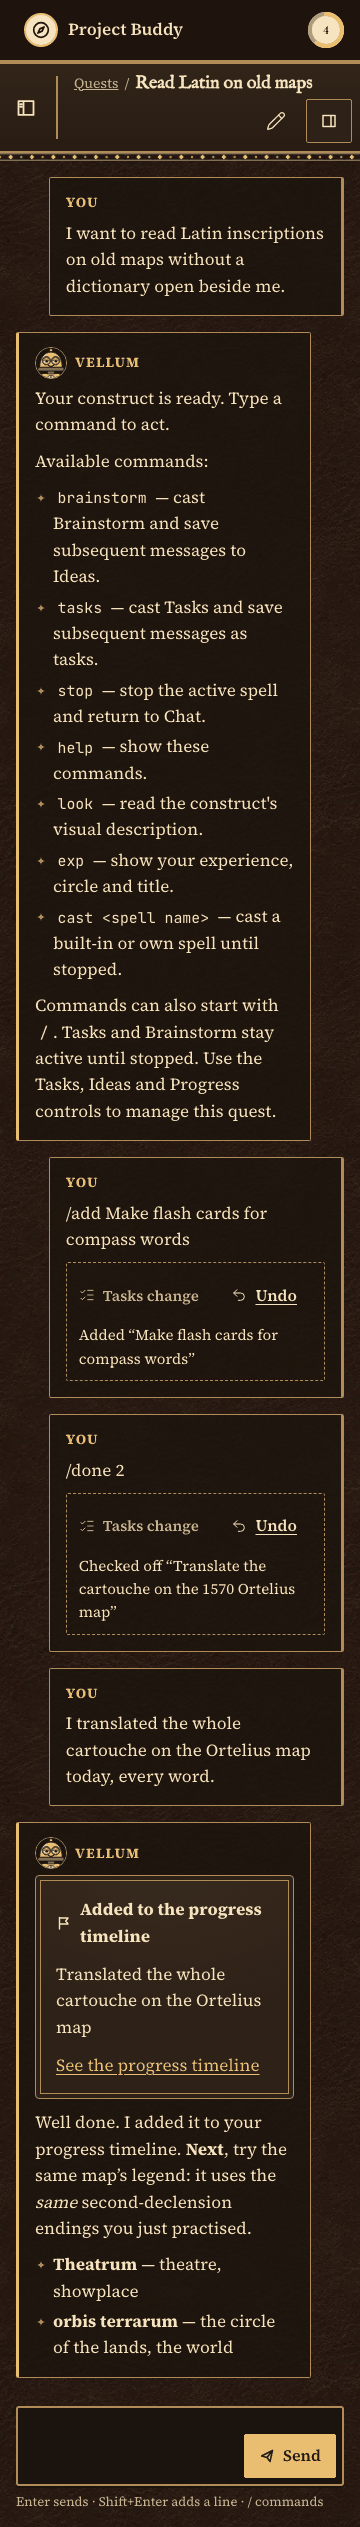 Project Buddy
4
Quests / Read Latin on old maps
YOU
I want to read Latin inscriptions
on old maps without a
dictionary open beside me.
VELLUM
Your construct is ready. Type a
command to act.
Available commands:
brainstorm — cast
Brainstorm and save
subsequent messages to
Ideas.
tasks — cast Tasks and save
subsequent messages as
tasks.
stop — stop the active spell
and return to Chat.
help — show these
commands.
look — read the construct's
visual description.
exp — show your experience,
circle and title.
cast <spell name> — cast a
built-in or own spell until
stopped.
Commands can also start with
/ . Tasks and Brainstorm stay
active until stopped. Use the
Tasks, Ideas and Progress
controls to manage this quest.
YOU
/add Make flash cards for
compass words
Tasks change Undo
Added “Make flash cards for
compass words”
YOU
/done 2
Tasks change Undo
Checked off “Translate the
cartouche on the 1570 Ortelius
map”
YOU
I translated the whole
cartouche on the Ortelius map
today, every word.
VELLUM
Added to the progress
timeline
Translated the whole
cartouche on the Ortelius
map
See the progress timeline
Well done. I added it to your
progress timeline. Next, try the
same map’s legend: it uses the
same second-declension
endings you just practised.
Theatrum — theatre,
showplace
orbis terrarum — the circle
of the lands, the world
Send
Enter sends · Shift+Enter adds a line · / commands